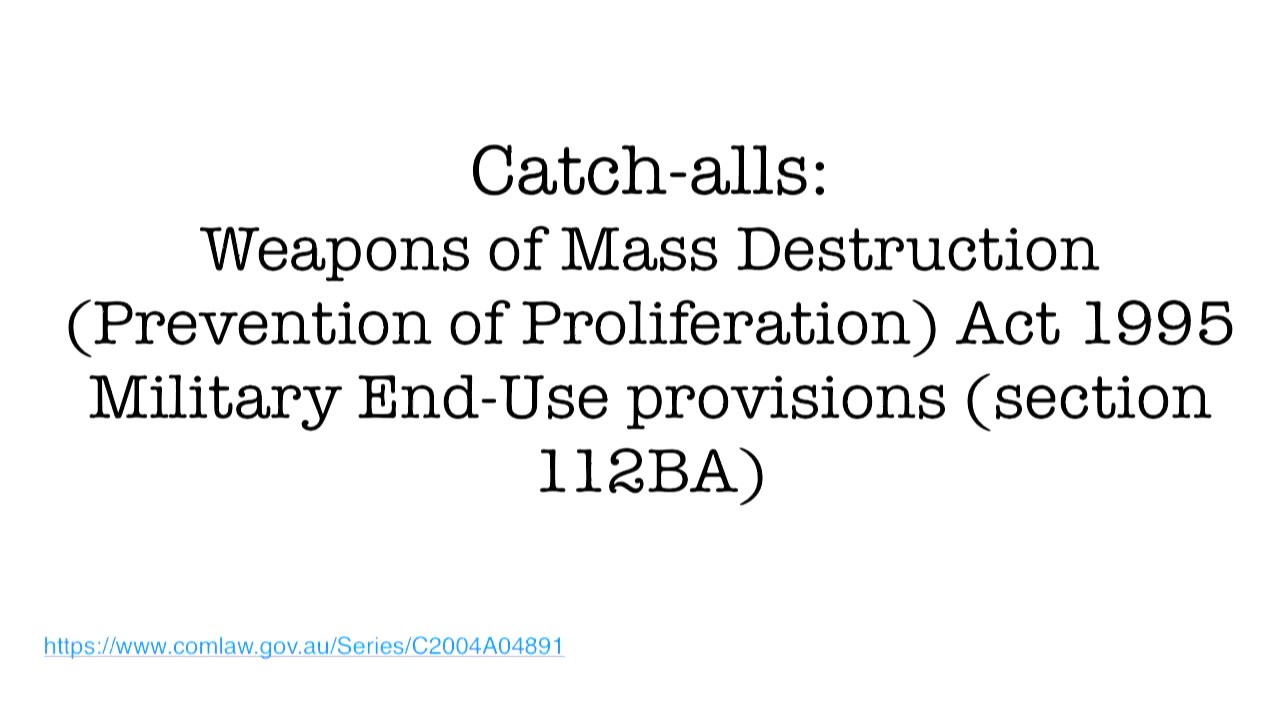 Catch-alls:
Weapons of Mass Destruction
(Prevention of Proliferation) Act 1995
Military End-Use provisions (section
112BA)
https://www.comlaw.gov.au/Series/C2004A04891